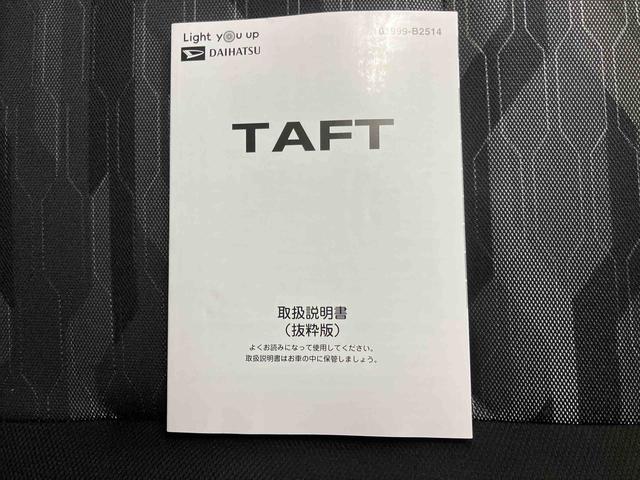 Light you up
DAIHATSU
999-B2514
TAFT
取扱説明書
（抜粋版）
よくお読みになって使用してください。
取扱説明書はお車の中に保管しましょう。